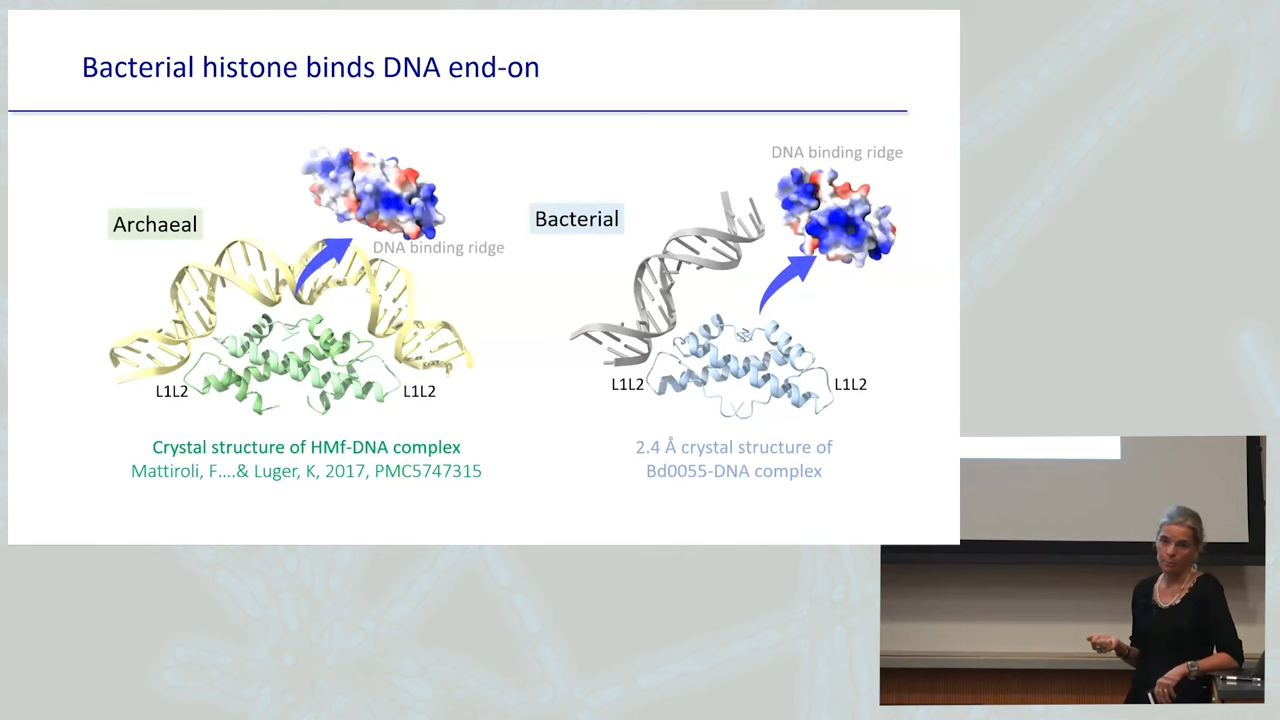 Bacterial histone binds DNA end-on
Archaeal
DNA binding ridge
L1L2
L1L2
Crystal structure of HMf-DNA complex
Mattiroli, F....& Luger, K, 2017, PMC5747315
Bacterial
DNA binding ridge
L1L2
L1L2
2.4 Å crystal structure of
Bd0055-DNA complex